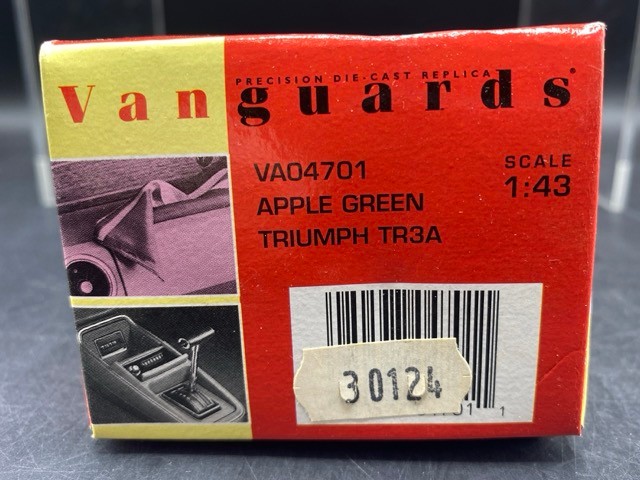 PRECISION DIE-CAST REPLICA
Vanguards
VA04701
APPLE GREEN
TRIUMPH TR3A
SCALE
1:43
30124